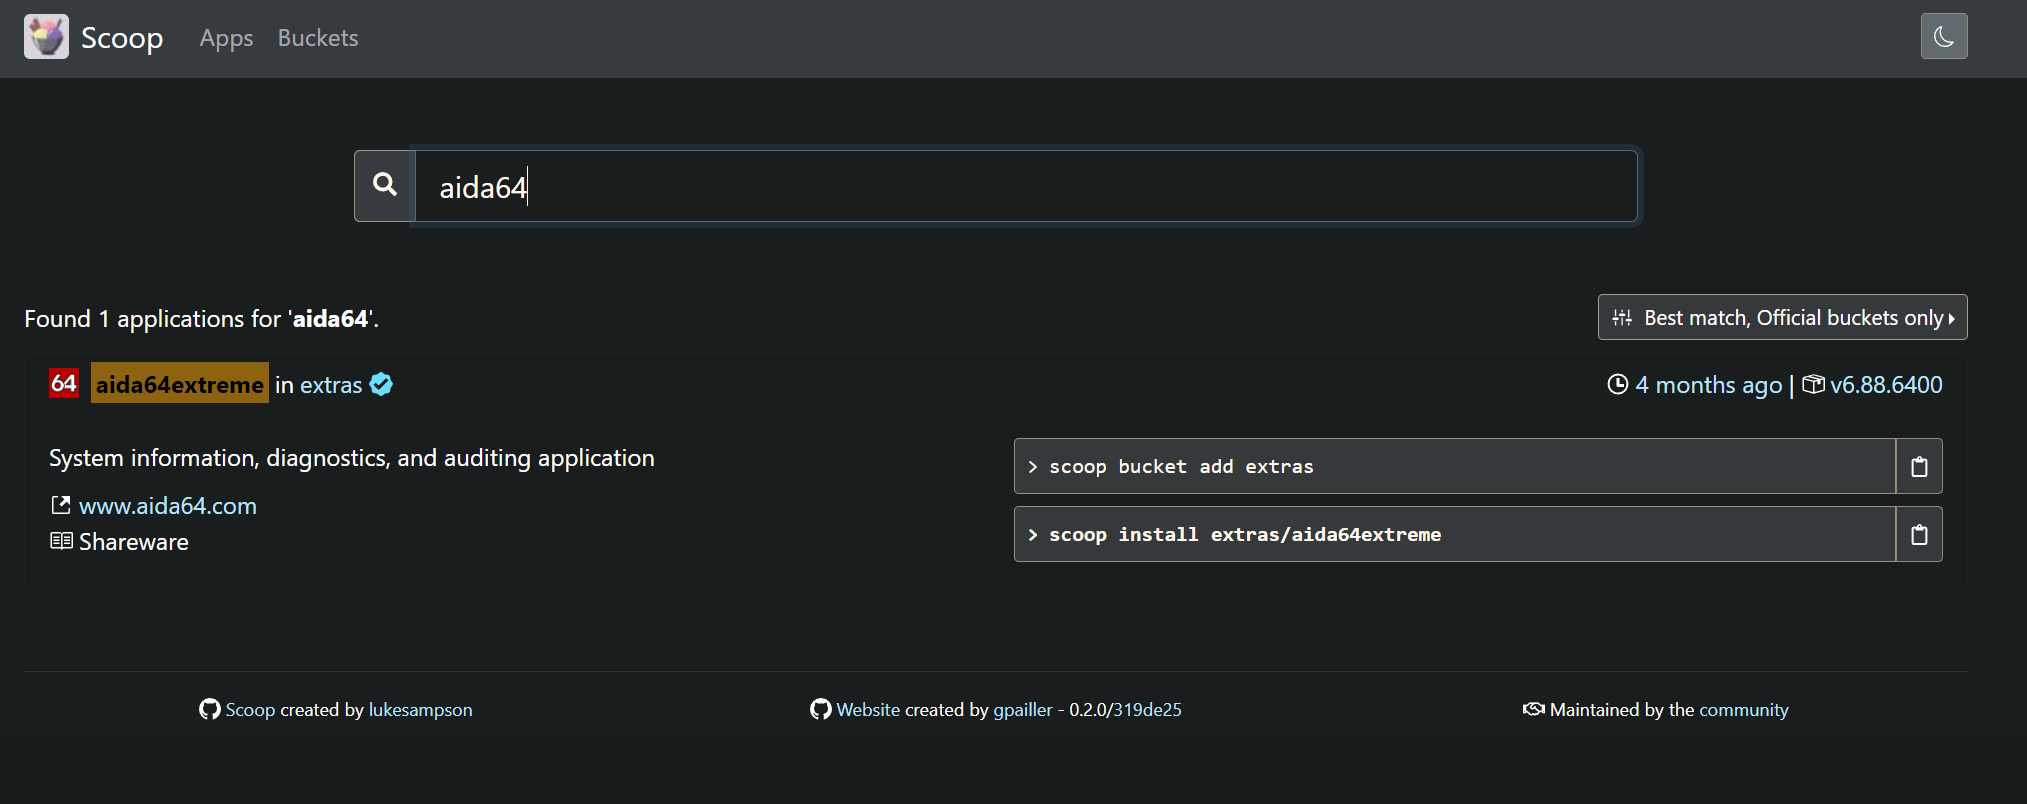 Scoop Apps Buckets
aida64
Found 1 applications for 'aida64'.
Best match, Official buckets only
64 aida64extreme in extras
4 months ago | v6.88.6400
System information, diagnostics, and auditing application
www.aida64.com
Shareware
> scoop bucket add extras
> scoop install extras/aida64extreme
Scoop created by lukesampson
Website created by gpailler - 0.2.0/319de25
Maintained by the community